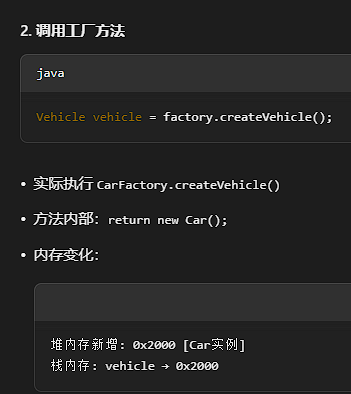 2. 调用工厂方法
java
Vehicle vehicle = factory.createVehicle();
• 实际执行 CarFactory.createVehicle()
• 方法内部：return new Car();
• 内存变化：
堆内存新增: 0x2000 [Car实例]
栈内存: vehicle → 0x2000